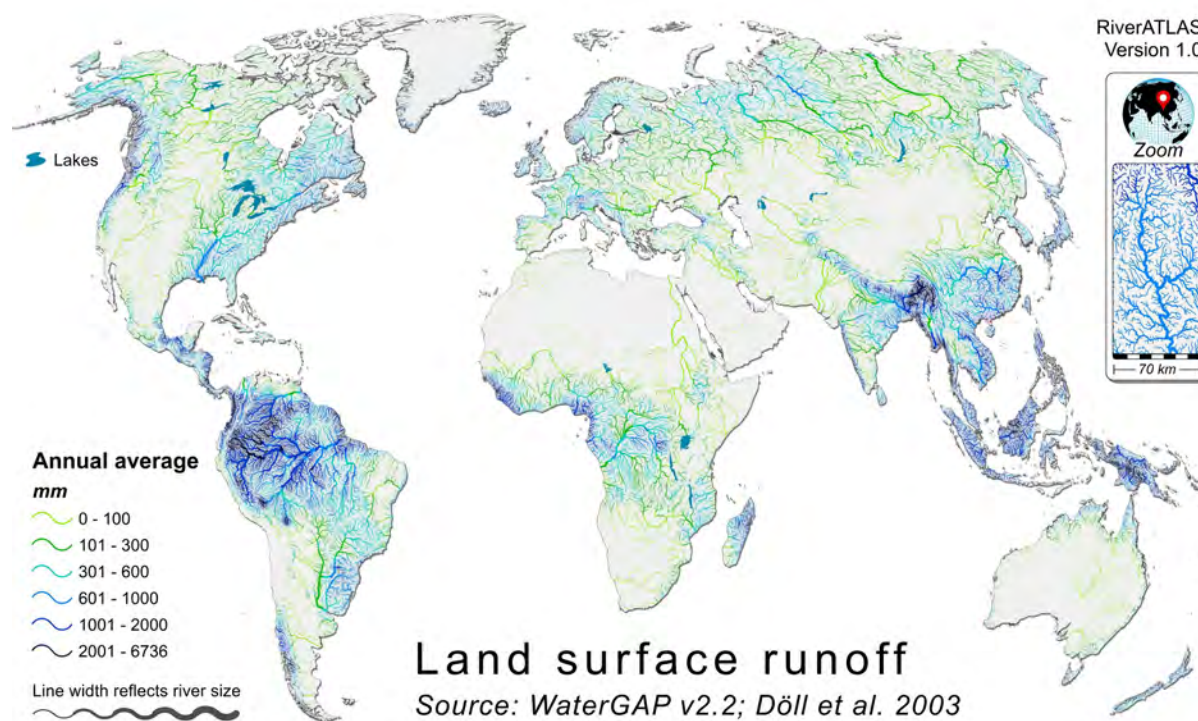 RiverATLAS
Version 1.0
Zoom
70 km
Lakes
Annual average
mm
0 - 100
101 - 300
301 - 600
601 - 1000
1001 - 2000
2001 - 6736
Line width reflects river size
Land surface runoff
Source: WaterGAP v2.2; Döll et al. 2003